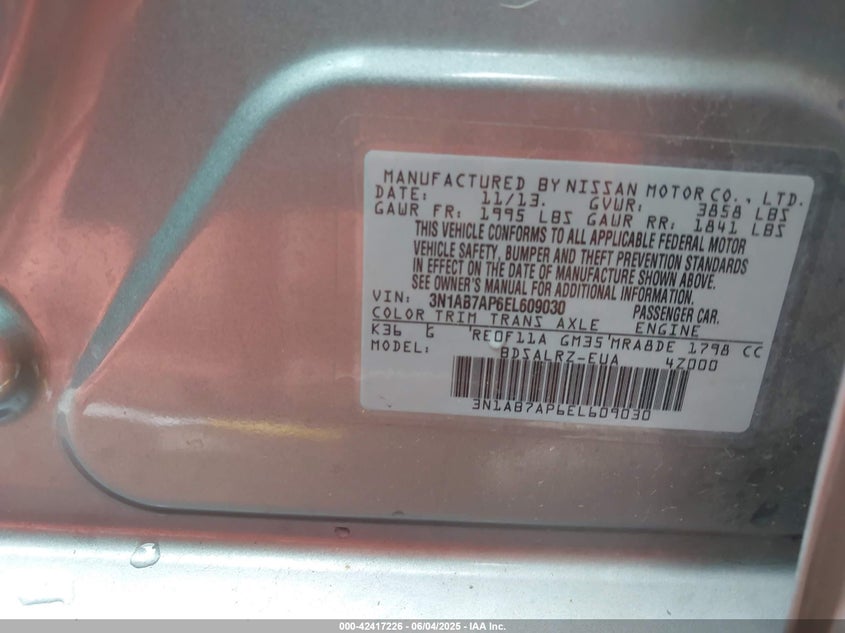 MANUFACTURED BY NISSAN MOTOR CO., LTD.
DATE: 11/13. GVWR: 3858 LBS
GAWR FR: 1995 LBS GAWR RR: 1841 LBS
THIS VEHICLE CONFORMS TO ALL APPLICABLE FEDERAL MOTOR
VEHICLE SAFETY, BUMPER AND THEFT PREVENTION STANDARDS
IN EFFECT ON THE DATE OF MANUFACTURE SHOWN ABOVE.
SEE OWNER'S MANUAL FOR ADDITIONAL INFORMATION.
VIN: 3N1AB7AP6EL609030 PASSENGER CAR.
COLOR TRIM TRANS AXLE ENGINE
K36 G RE0F11A GM35 MRA8DE 1798 CC
MODEL: BDSALRZ-EUA 4Z000
3N1AB7AP6EL609030
000-42417226 - 06/04/2025 - IAA Inc.